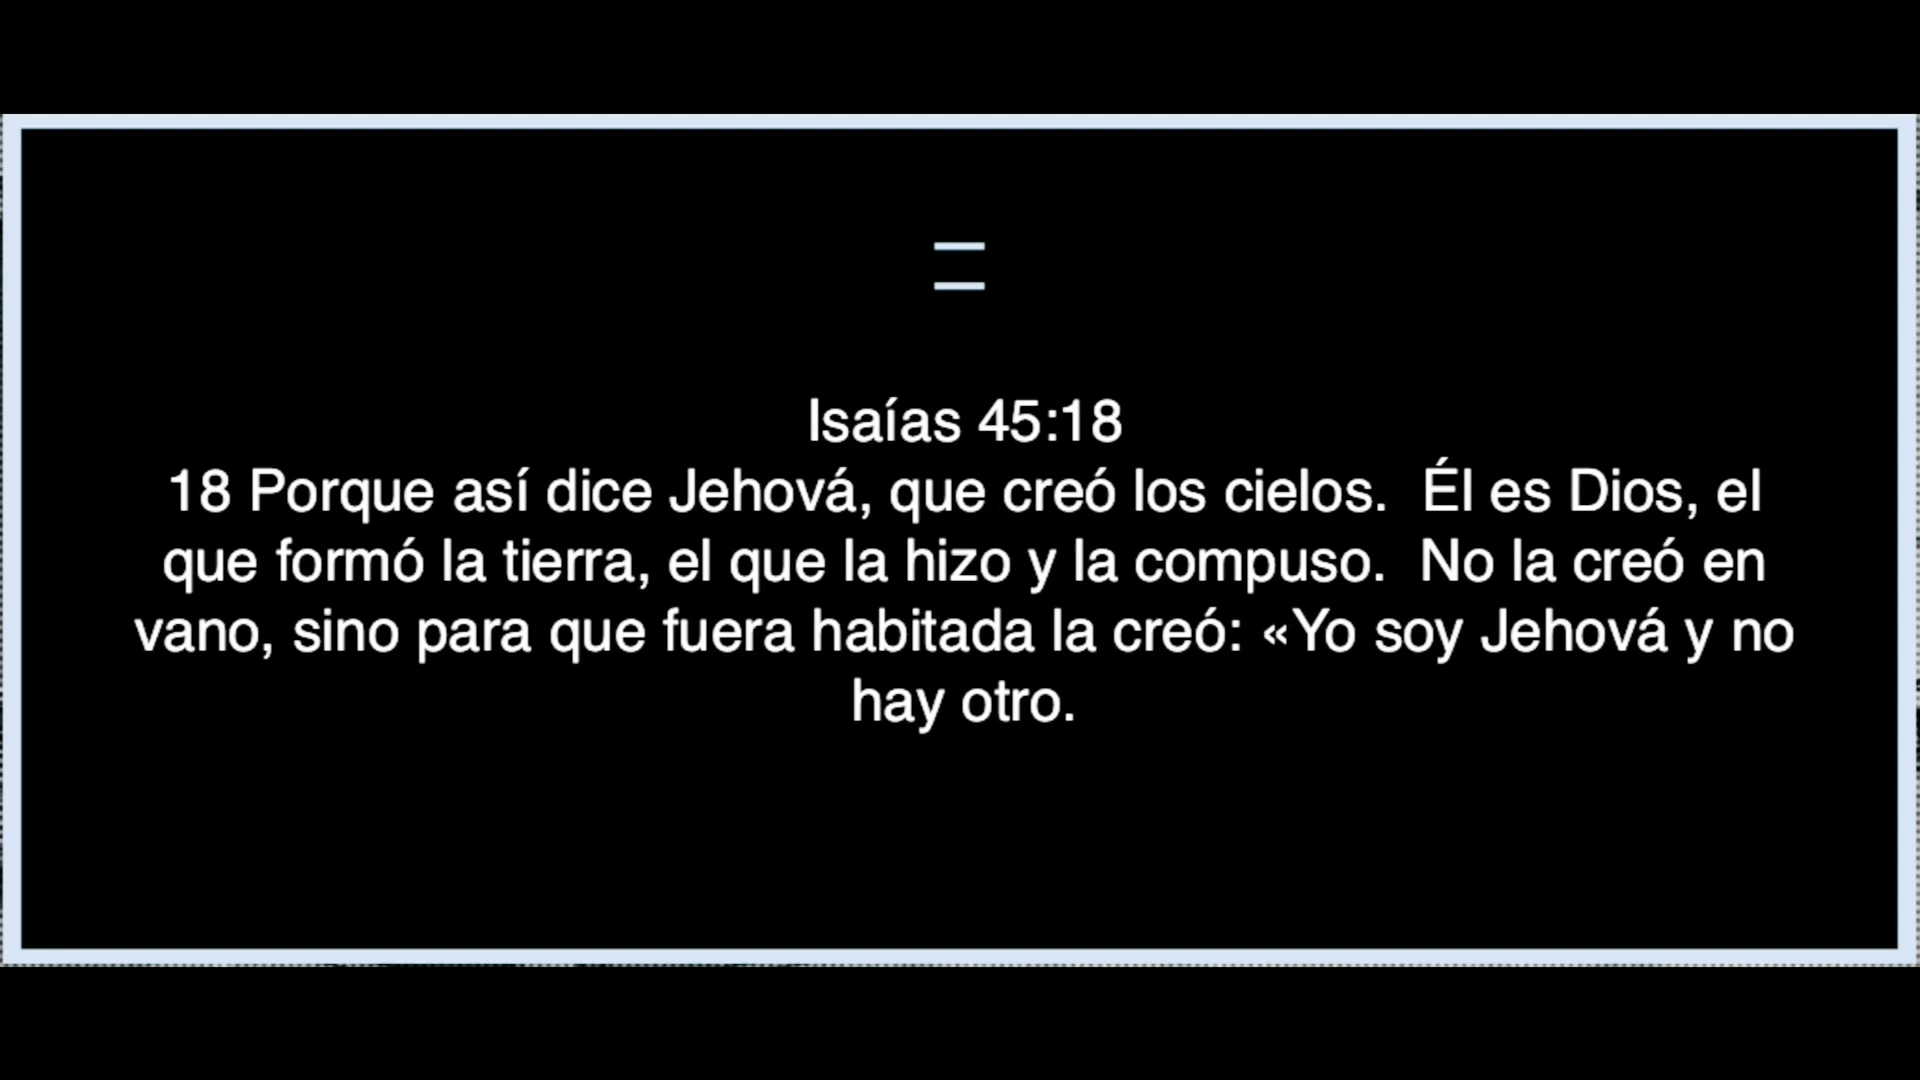 Isaías 45:18
18 Porque así dice Jehová, que creó los cielos.  Él es Dios, el
que formó la tierra, el que la hizo y la compuso.  No la creó en
vano, sino para que fuera habitada la creó: «Yo soy Jehová y no
hay otro.